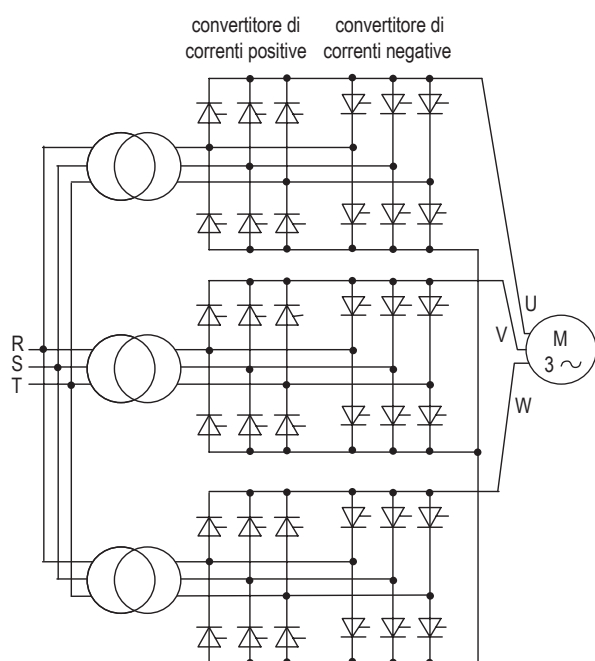 convertitore di
correnti positive
convertitore di
correnti negative
U
V
M
3 ~
W
R
S
T